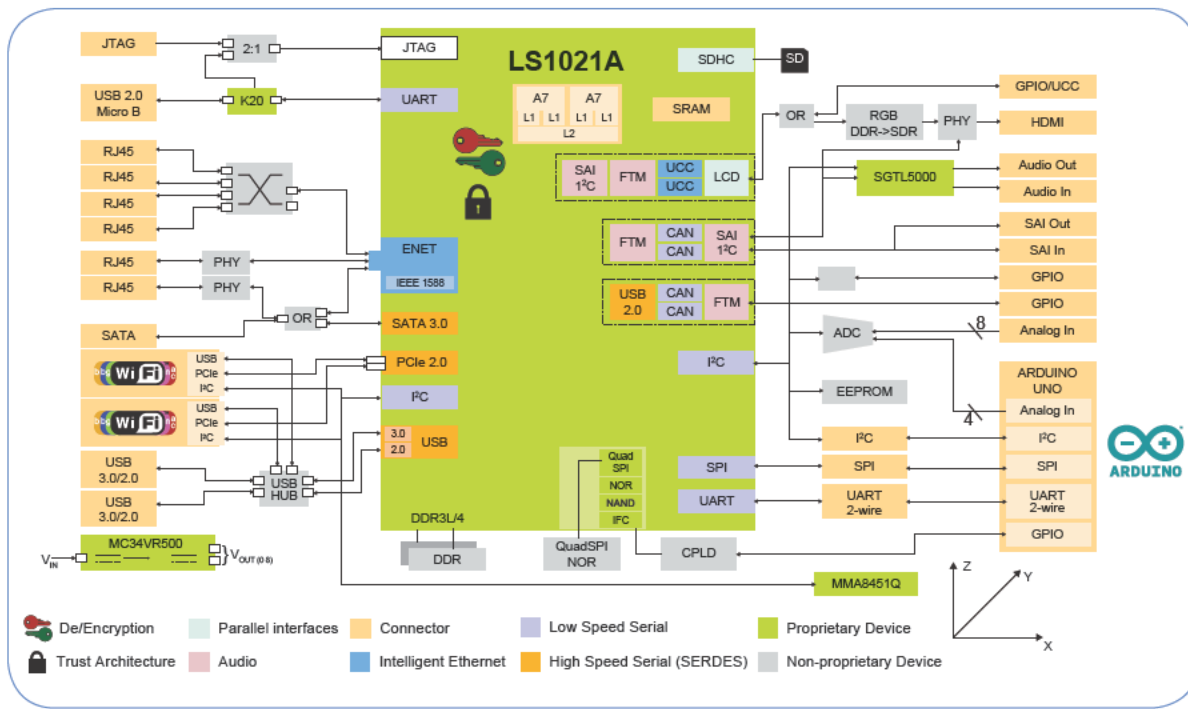 JTAG
2:1
JTAG
LS1021A
SDHC
SD
USB 2.0
Micro B
K20
UART
A7
A7
L1
L1
L1
L1
L2
SRAM
GPIO/UCC
OR
RGB
DDR->SDR
PHY
HDMI
RJ45
RJ45
RJ45
RJ45
SAI
I²C
FTM
UCC
UCC
LCD
SGTL5000
Audio Out
Audio In
ENET
IEEE 1588
FTM
CAN
CAN
SAI
I²C
SAI Out
SAI In
RJ45
PHY
RJ45
PHY
GPIO
USB
2.0
CAN
CAN
FTM
GPIO
OR
SATA
SATA 3.0
ADC
8
Analog In
WiFi
USB
PCIe
I²C
PCIe 2.0
I²C
I²C
EEPROM
ARDUINO
UNO
4
Analog In
WiFi
USB
PCIe
I²C
3.0
2.0
USB
I²C
I²C
ARDUINO
USB
3.0/2.0
USB
3.0/2.0
USB
HUB
Quad
SPI
NOR
NAND
IFC
SPI
SPI
SPI
UART
UART
2-wire
UART
2-wire
GPIO
MC34VR500
VIN
VOUT (0:8)
DDR3L/4
DDR
QuadSPI
NOR
CPLD
MMA8451Q
Z
Y
X
De/Encryption
Parallel interfaces
Connector
Low Speed Serial
Proprietary Device
Trust Architecture
Audio
Intelligent Ethernet
High Speed Serial (SERDES)
Non-proprietary Device